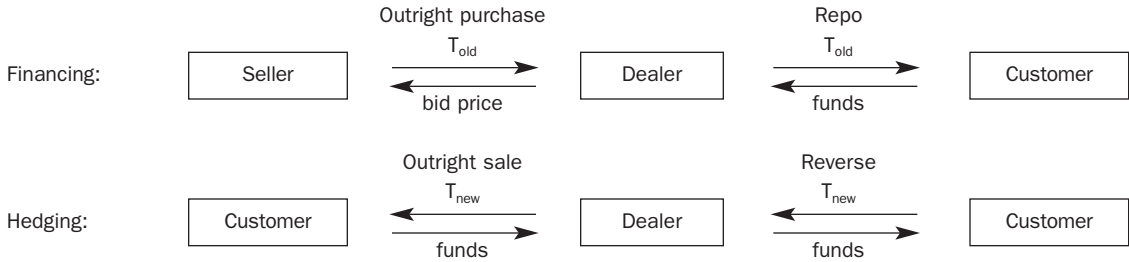 Outright purchase Repo
T_old T_old
Financing: Seller Dealer Customer
bid price funds
Outright sale Reverse
T_new T_new
Hedging: Customer Dealer Customer
funds funds